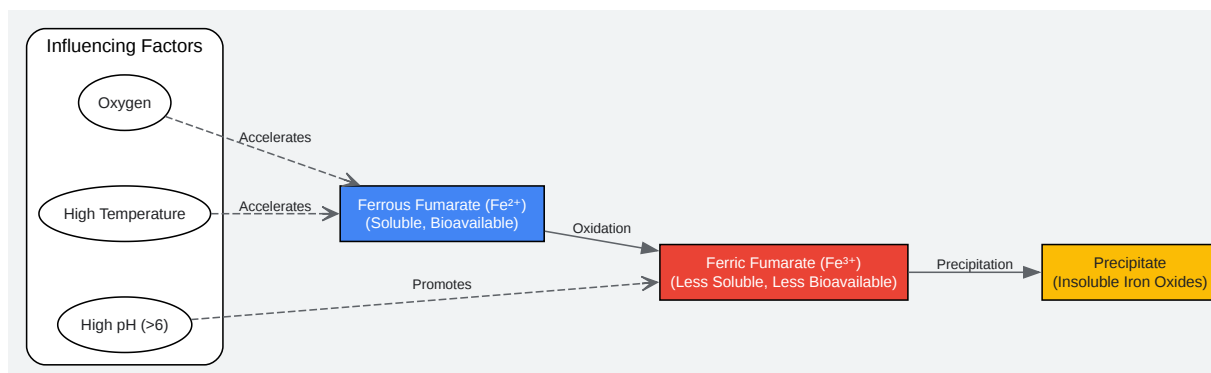 Influencing Factors
Oxygen
Accelerates
High Temperature
Accelerates
Ferrous Fumarate (Fe²⁺)
(Soluble, Bioavailable)
Oxidation
Ferric Fumarate (Fe³⁺)
(Less Soluble, Less Bioavailable)
Precipitation
Precipitate
(Insoluble Iron Oxides)
Promotes
High pH (>6)